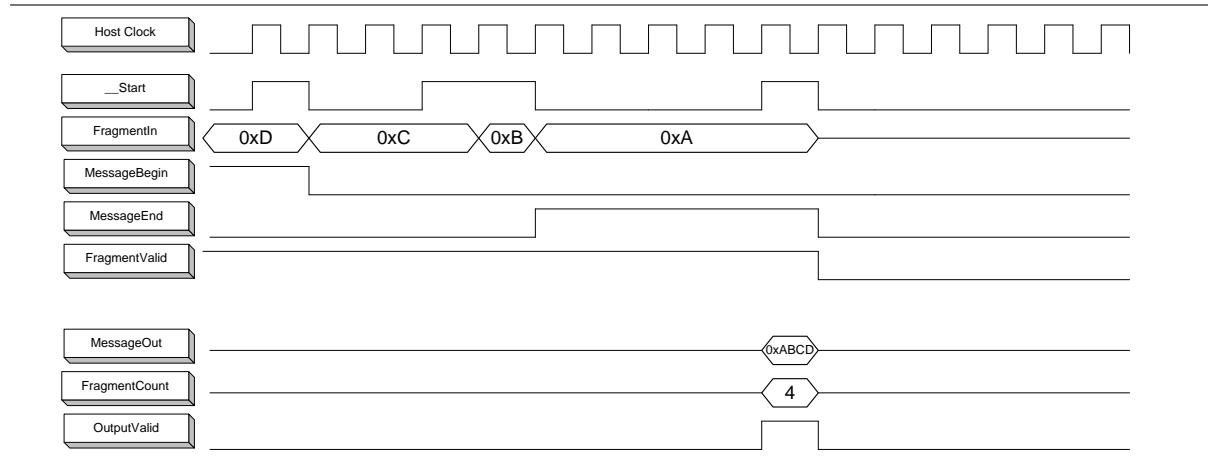 Host Clock
__Start
FragmentIn 0xD 0xC 0xB 0xA
MessageBegin
MessageEnd
FragmentValid
MessageOut 0xABCD
FragmentCount 4
OutputValid